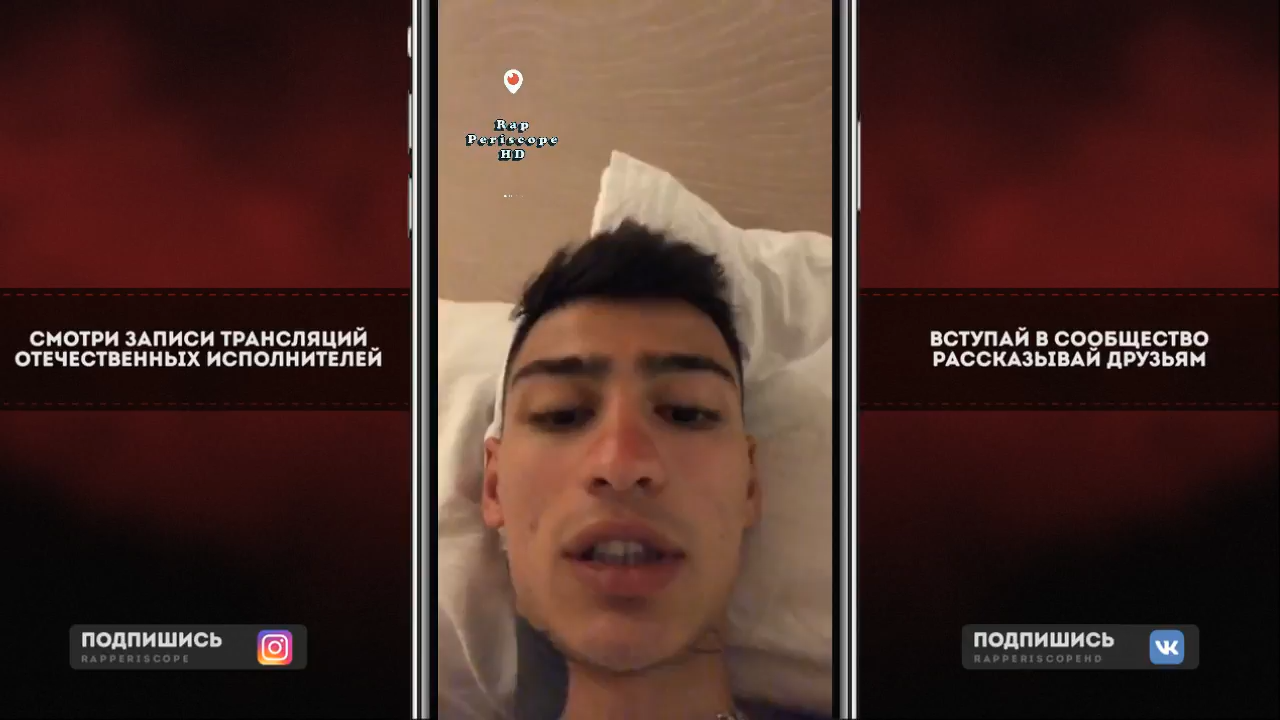 Rap
Periscope
HD
СМОТРИ ЗАПИСИ ТРАНСЛЯЦИЙ
ОТЕЧЕСТВЕННЫХ ИСПОЛНИТЕЛЕЙ
ВСТУПАЙ В СООБЩЕСТВО
РАССКАЗЫВАЙ ДРУЗЬЯМ
ПОДПИШИСЬ
RAPPERISCOPE
ПОДПИШИСЬ
RAPPERISCOPEHD